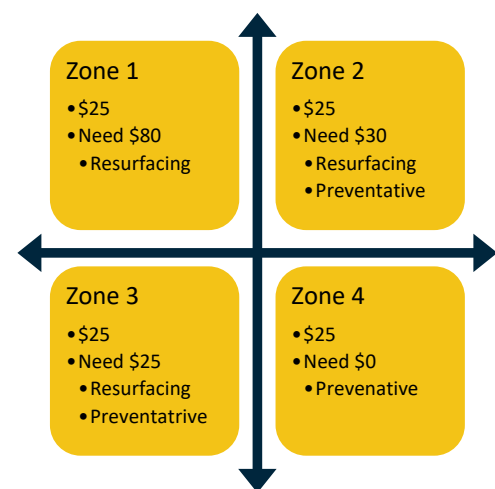 Zone 1
•$25
•Need $80
•Resurfacing
Zone 2
•$25
•Need $30
•Resurfacing
•Preventative
Zone 3
•$25
•Need $25
•Resurfacing
•Preventatrive
Zone 4
•$25
•Need $0
•Prevenative